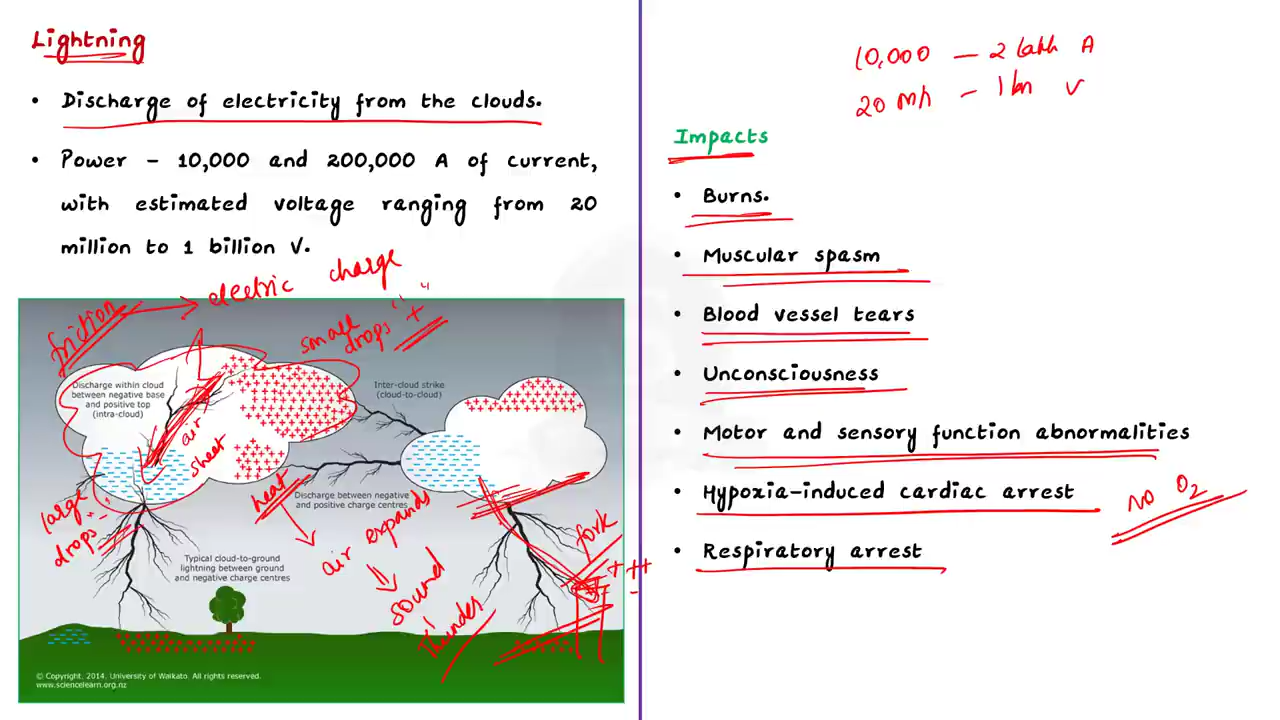 Lightning
• Discharge of electricity from the clouds.
• Power – 10,000 and 200,000 A of current,
with estimated voltage ranging from 20
million to 1 billion V.
friction
electric charge
small
drops "+"
Discharge within cloud
between negative base
and positive top
(intra-cloud)
Inter-cloud strike
(cloud-to-cloud)
air
sheet
large
drops
heat
Discharge between negative
and positive charge centres
air expands
fork
+ ++
Typical cloud-to-ground
lightning between ground
and negative charge centres
sound
Thunder
© Copyright. 2014. University of Waikato. All rights reserved.
www.sciencelearn.org.nz
10,000 — 2 lakh A
20 Mn – 1 bn V
Impacts
• Burns.
• Muscular spasm
• Blood vessel tears
• Unconsciousness
• Motor and sensory function abnormalities
• Hypoxia-induced cardiac arrest
no O2
• Respiratory arrest